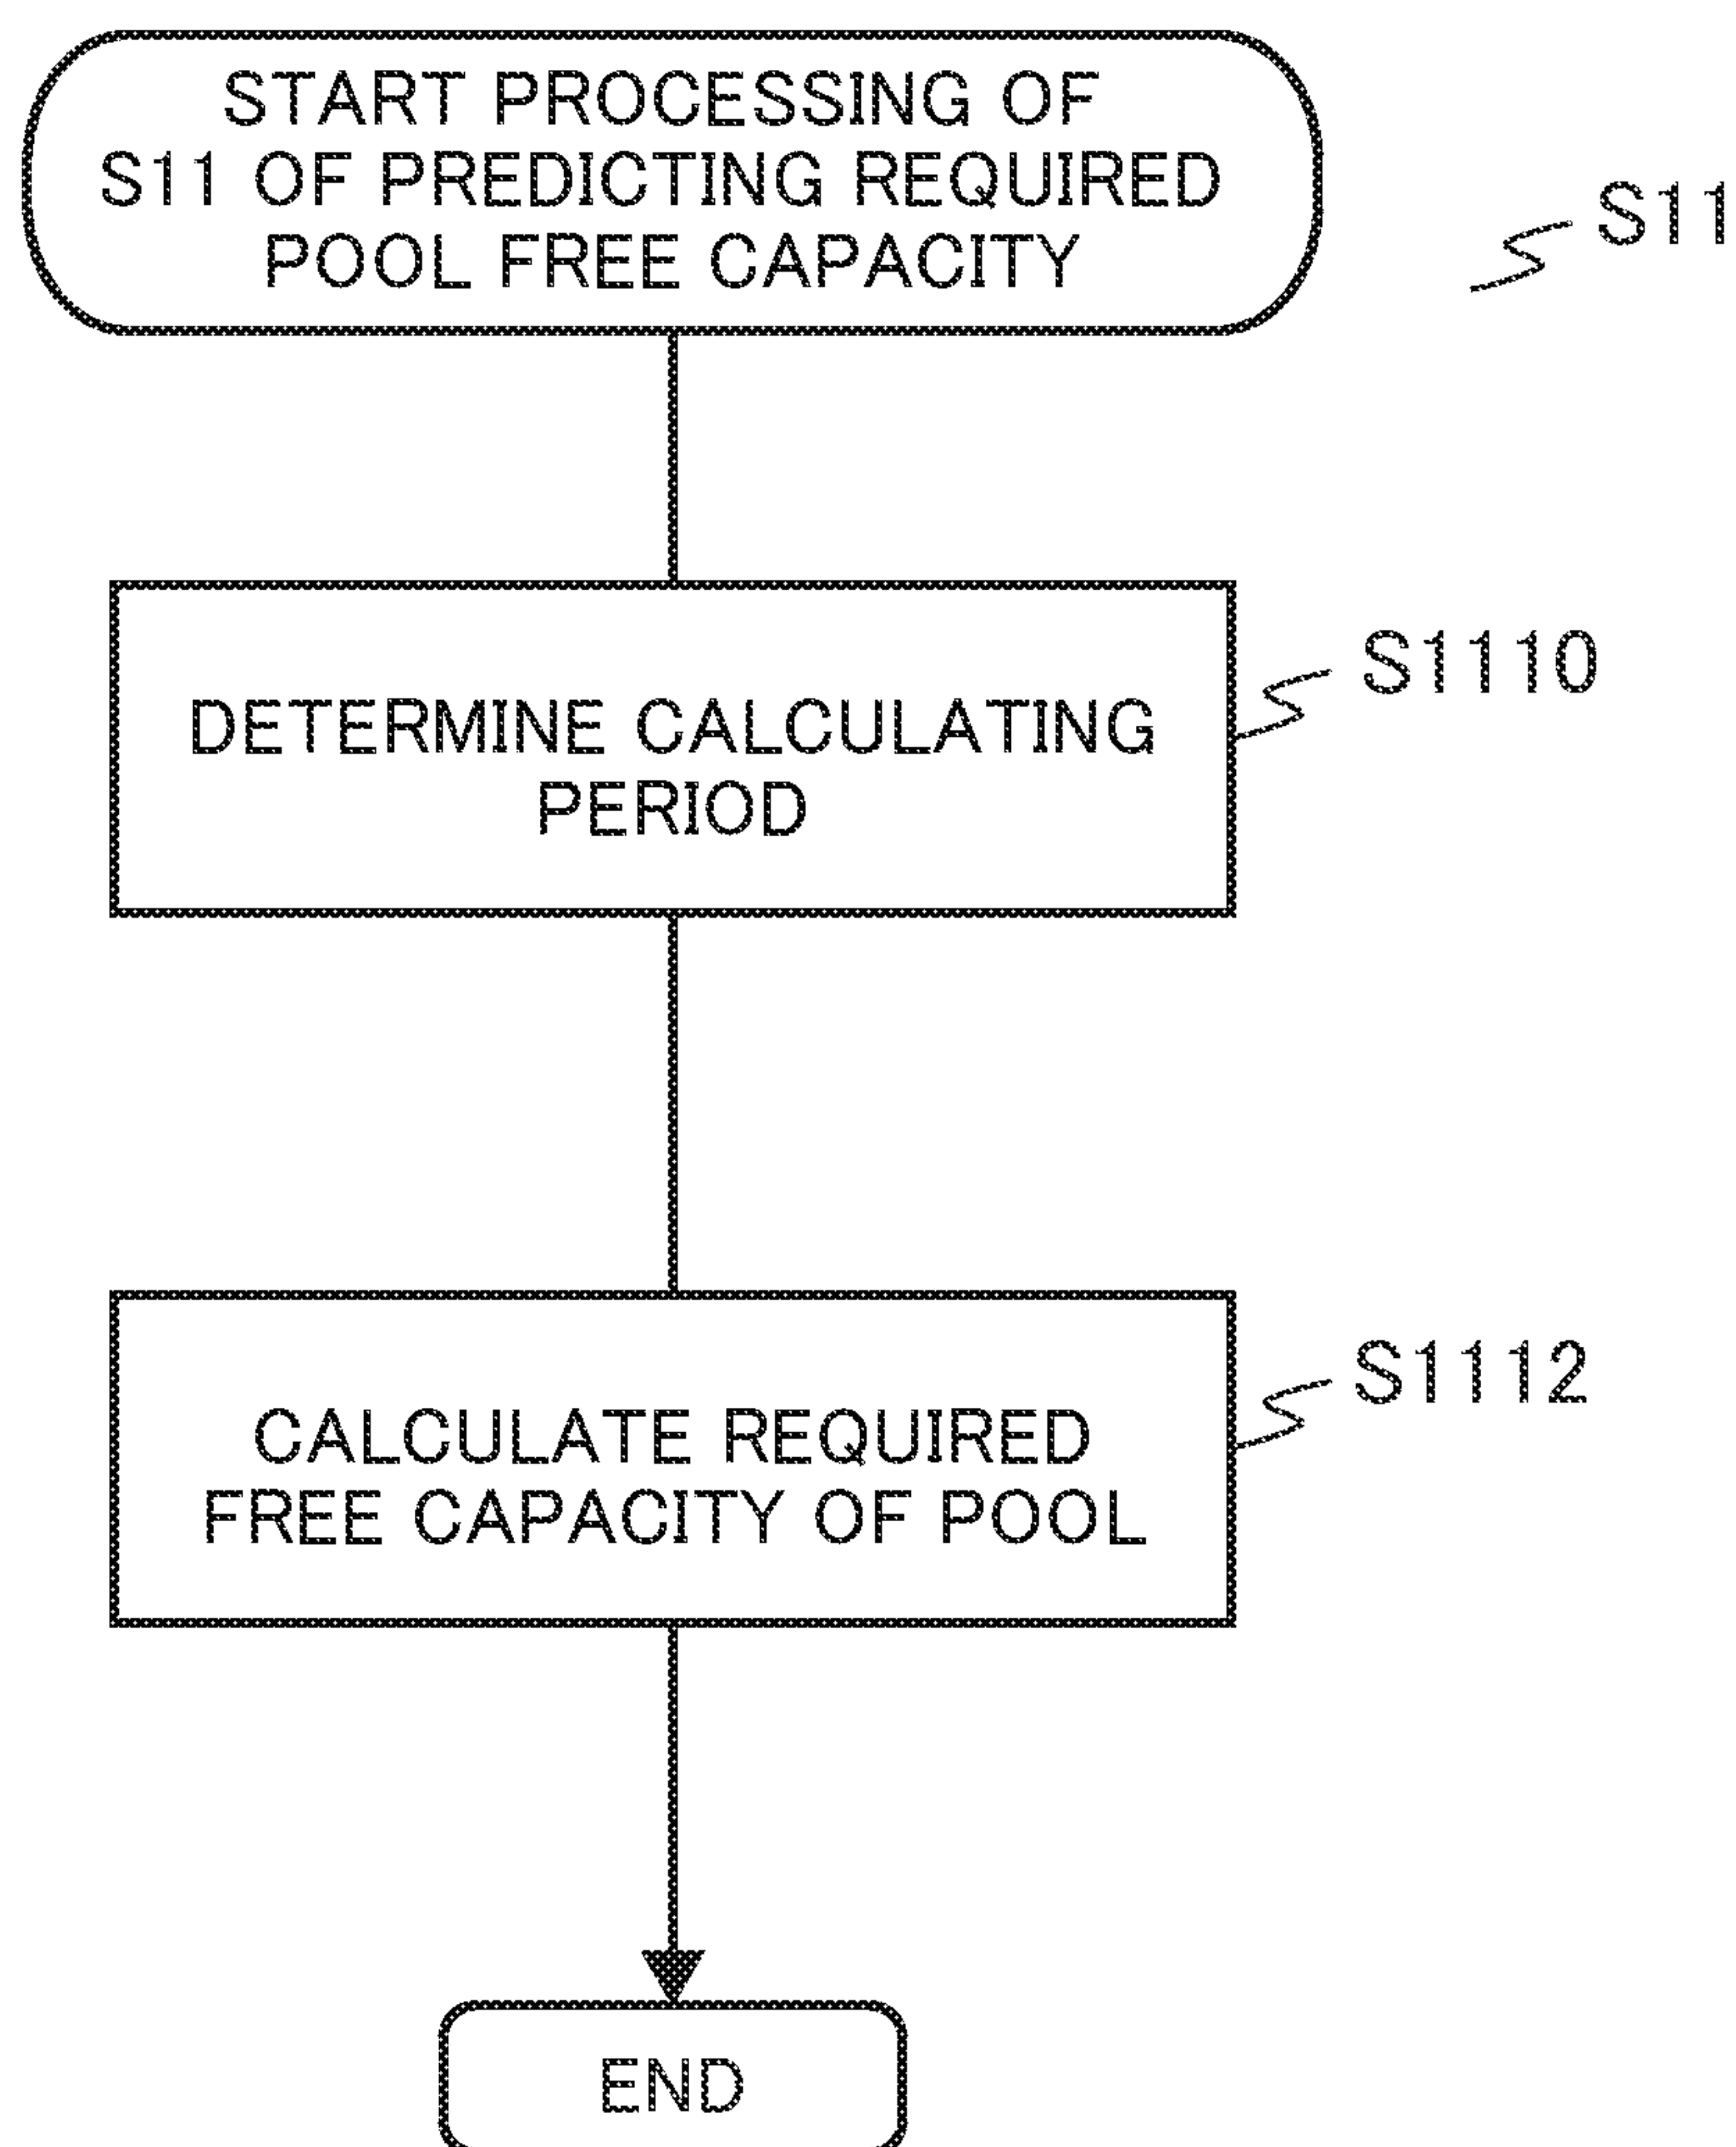 START PROCESSING OF
S11 OF PREDICTING REQUIRED
POOL FREE CAPACITY
S11
DETERMINE CALCULATING
PERIOD
S1110
CALCULATE REQUIRED
FREE CAPACITY OF POOL
S1112
END